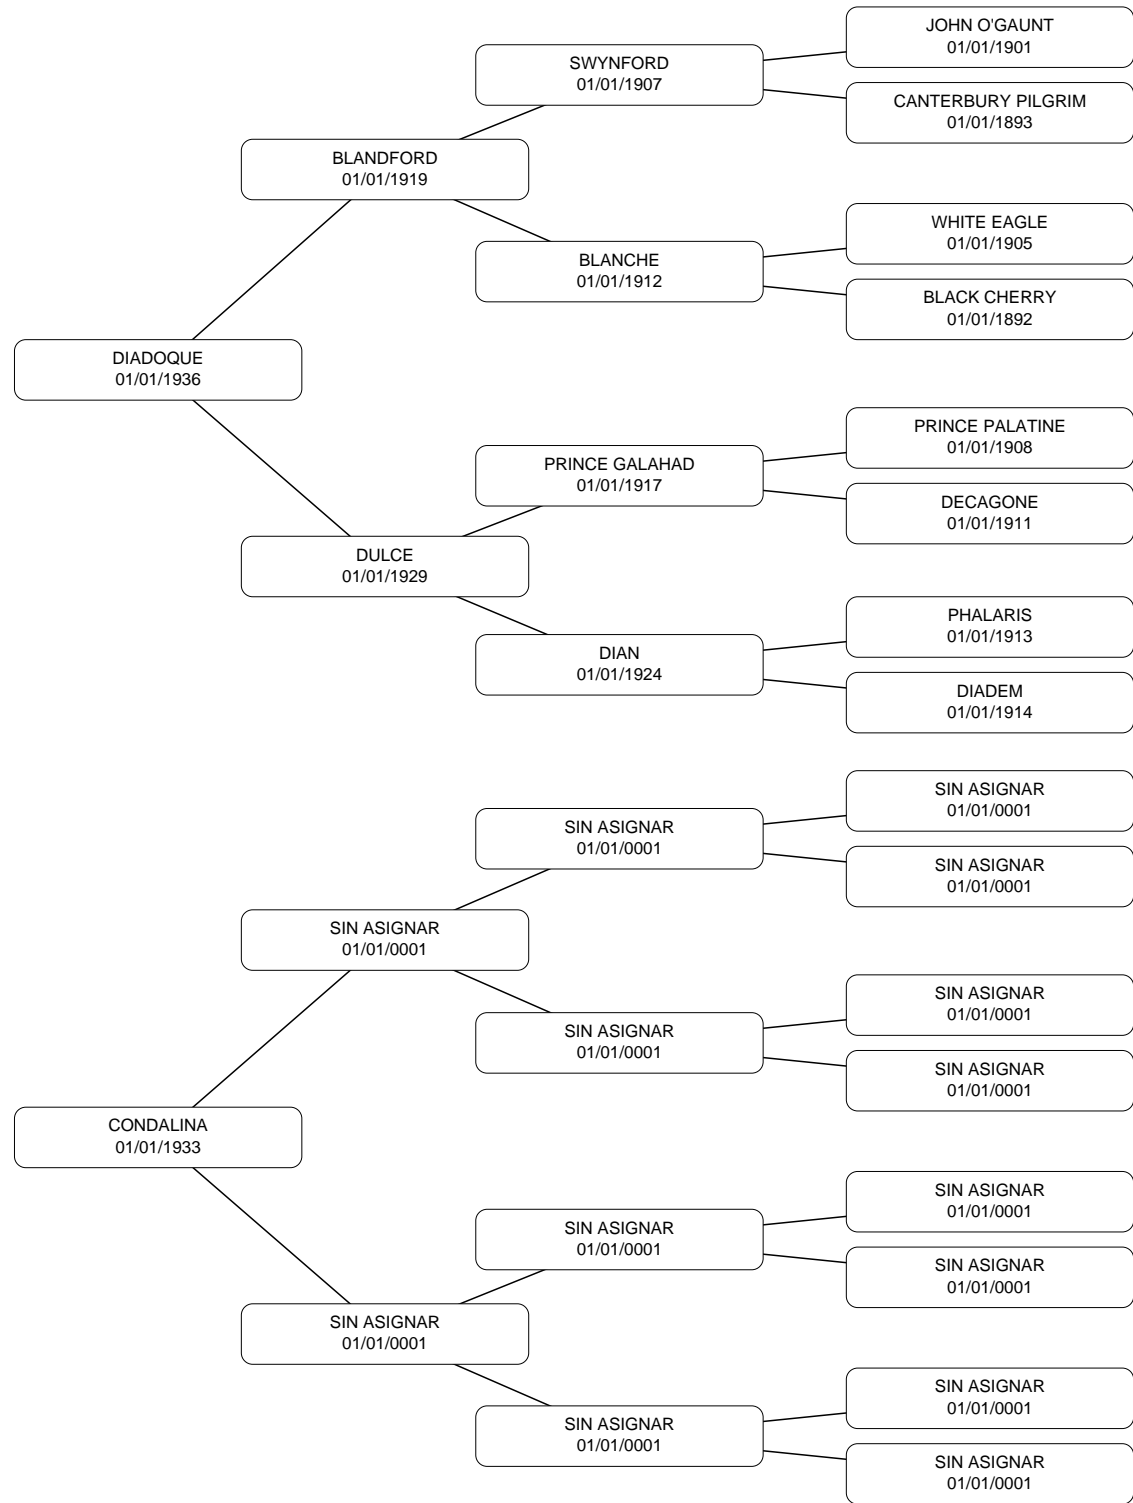 JOHN O'GAUNT
01/01/1901
SWYNFORD
01/01/1907
CANTERBURY PILGRIM
01/01/1893
BLANDFORD
01/01/1919
WHITE EAGLE
01/01/1905
BLANCHE
01/01/1912
BLACK CHERRY
01/01/1892
DIADOQUE
01/01/1936
PRINCE PALATINE
01/01/1908
PRINCE GALAHAD
01/01/1917
DECAGONE
01/01/1911
DULCE
01/01/1929
PHALARIS
01/01/1913
DIAN
01/01/1924
DIADEM
01/01/1914
SIN ASIGNAR
01/01/0001
SIN ASIGNAR
01/01/0001
SIN ASIGNAR
01/01/0001
SIN ASIGNAR
01/01/0001
SIN ASIGNAR
01/01/0001
SIN ASIGNAR
01/01/0001
SIN ASIGNAR
01/01/0001
CONDALINA
01/01/1933
SIN ASIGNAR
01/01/0001
SIN ASIGNAR
01/01/0001
SIN ASIGNAR
01/01/0001
SIN ASIGNAR
01/01/0001
SIN ASIGNAR
01/01/0001
SIN ASIGNAR
01/01/0001
SIN ASIGNAR
01/01/0001